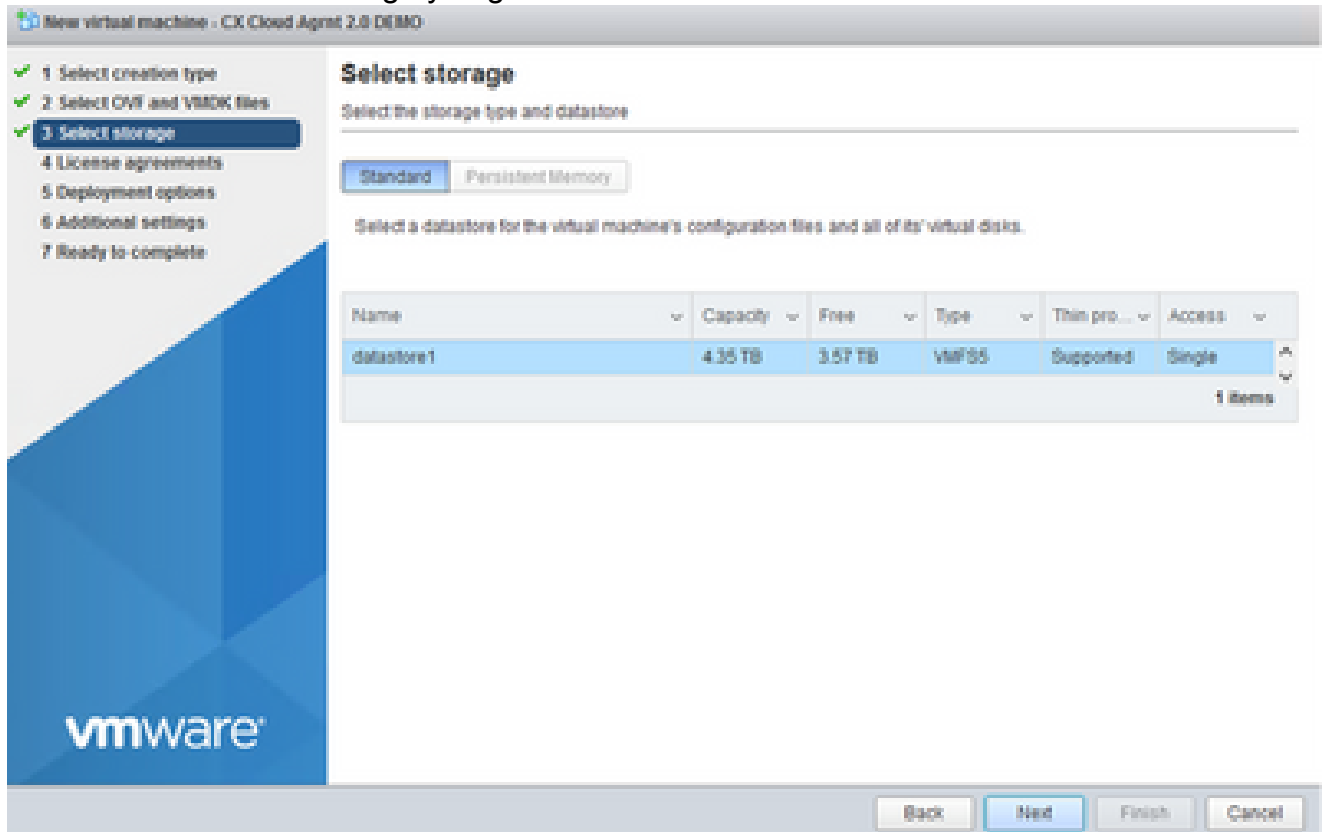 New virtual machine - CX Cloud Agrnt 2.0 DEMO
1 Select creation type
2 Select OVF and VMDK files
3 Select storage
4 License agreements
5 Deployment options
6 Additional settings
7 Ready to complete
Select storage
Select the storage type and datastore
Standard Persistent Memory
Select a datastore for the virtual machine's configuration files and all of its' virtual disks.
Name Capacity Free Type Thin pro... Access
datastore1 4.35 TB 3.57 TB VMFS5 Supported Single
1 items
vmware
Back Next Finish Cancel